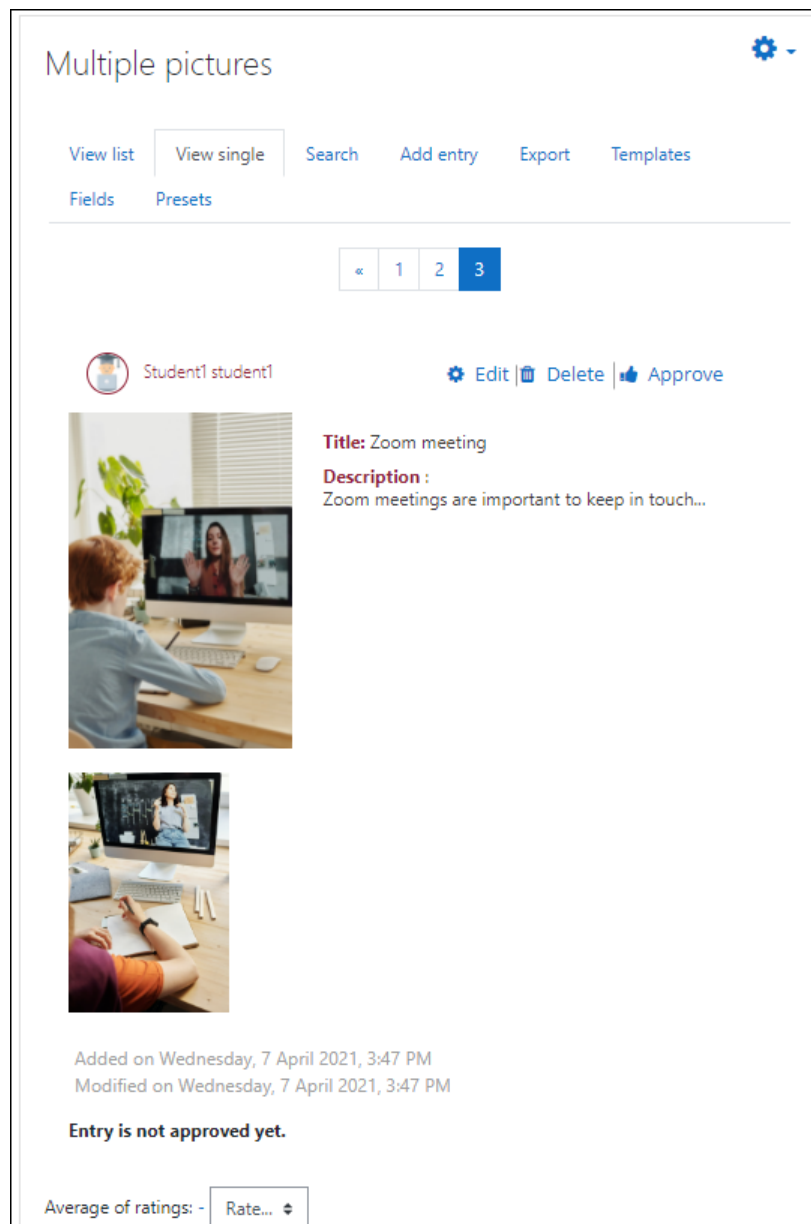 Multiple pictures
View list View single Search Add entry Export Templates
Fields Presets
« 1 2 3
Student1 student1 Edit | Delete | Approve
Title: Zoom meeting
Description :
Zoom meetings are important to keep in touch...
Added on Wednesday, 7 April 2021, 3:47 PM
Modified on Wednesday, 7 April 2021, 3:47 PM
Entry is not approved yet.
Average of ratings: - Rate...